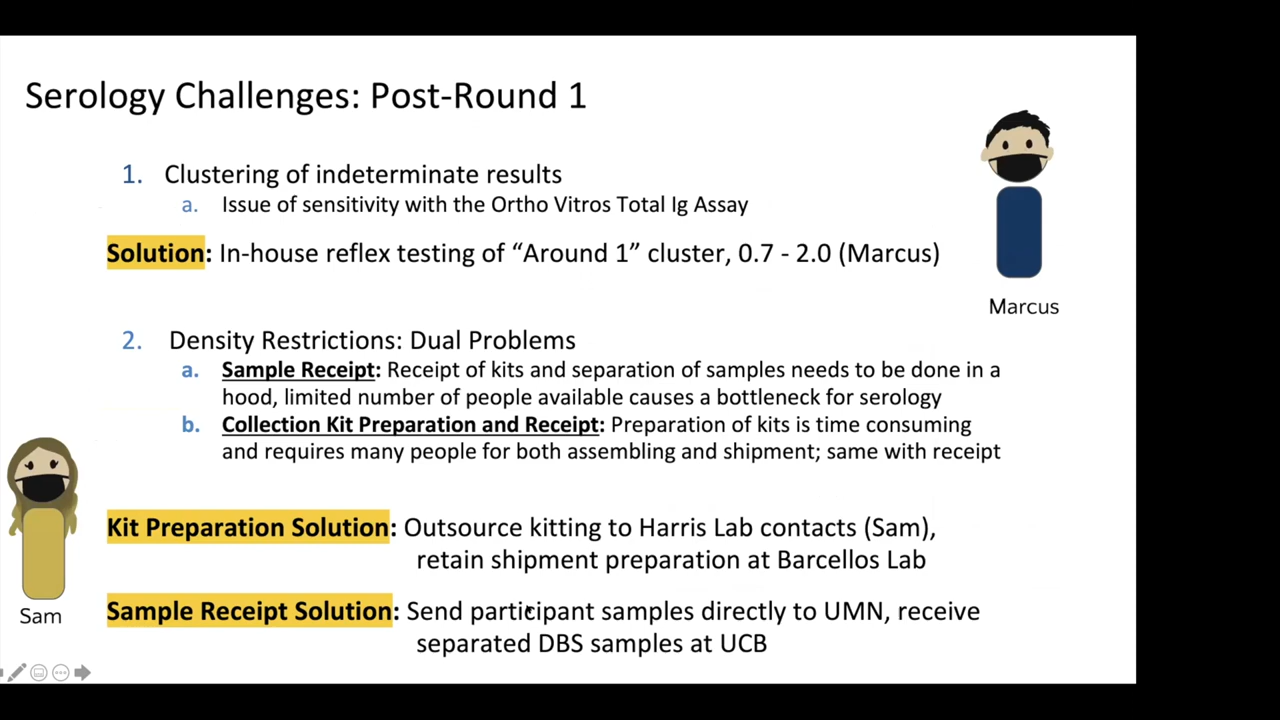 Serology Challenges: Post-Round 1
1. Clustering of indeterminate results
a. Issue of sensitivity with the Ortho Vitros Total Ig Assay
Solution: In-house reflex testing of “Around 1” cluster, 0.7 - 2.0 (Marcus)
Marcus
2. Density Restrictions: Dual Problems
a. Sample Receipt: Receipt of kits and separation of samples needs to be done in a
hood, limited number of people available causes a bottleneck for serology
b. Collection Kit Preparation and Receipt: Preparation of kits is time consuming
and requires many people for both assembling and shipment; same with receipt
Kit Preparation Solution: Outsource kitting to Harris Lab contacts (Sam),
retain shipment preparation at Barcellos Lab
Sam
Sample Receipt Solution: Send participant samples directly to UMN, receive
separated DBS samples at UCB